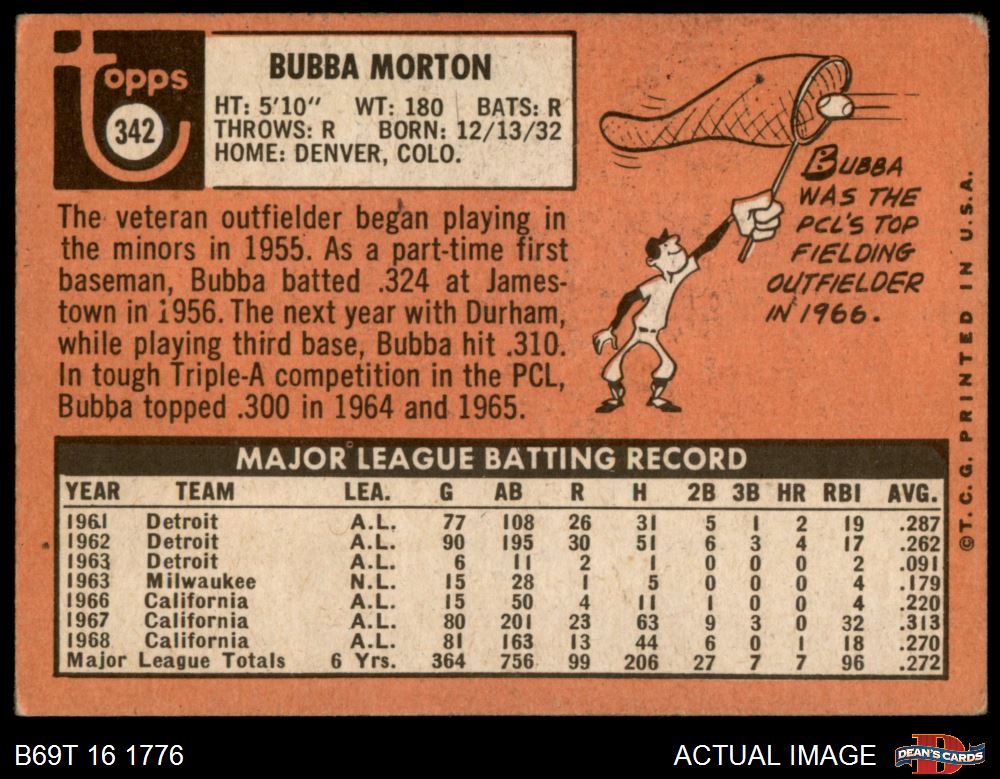 Topps
342
BUBBA MORTON
HT: 5'10" WT: 180 BATS: R
THROWS: R BORN: 12/13/32
HOME: DENVER, COLO.
The veteran outfielder began playing in
the minors in 1955. As a part-time first
baseman, Bubba batted .324 at James-
town in 1956. The next year with Durham,
while playing third base, Bubba hit .310.
In tough Triple-A competition in the PCL,
Bubba topped .300 in 1964 and 1965.
BUBBA
WAS THE
PCL'S TOP
FIELDING
OUTFIELDER
IN 1966.
©T.C.G. PRINTED IN U.S.A.
MAJOR LEAGUE BATTING RECORD
YEAR TEAM LEA. G AB R H 2B 3B HR RBI AVG.
1961 Detroit A.L. 77 108 26 31 5 1 2 19 .287
1962 Detroit A.L. 90 195 30 51 6 3 4 17 .262
1963 Detroit A.L. 6 11 2 1 0 0 0 2 .091
1963 Milwaukee N.L. 15 28 1 5 0 0 0 4 .179
1966 California A.L. 15 50 4 11 1 0 0 4 .220
1967 California A.L. 80 201 23 63 9 3 0 32 .313
1968 California A.L. 81 163 13 44 6 0 1 18 .270
Major League Totals 6 Yrs. 364 756 99 206 27 7 7 96 .272
B69T 16 1776
ACTUAL IMAGE
DEAN'S CARDS